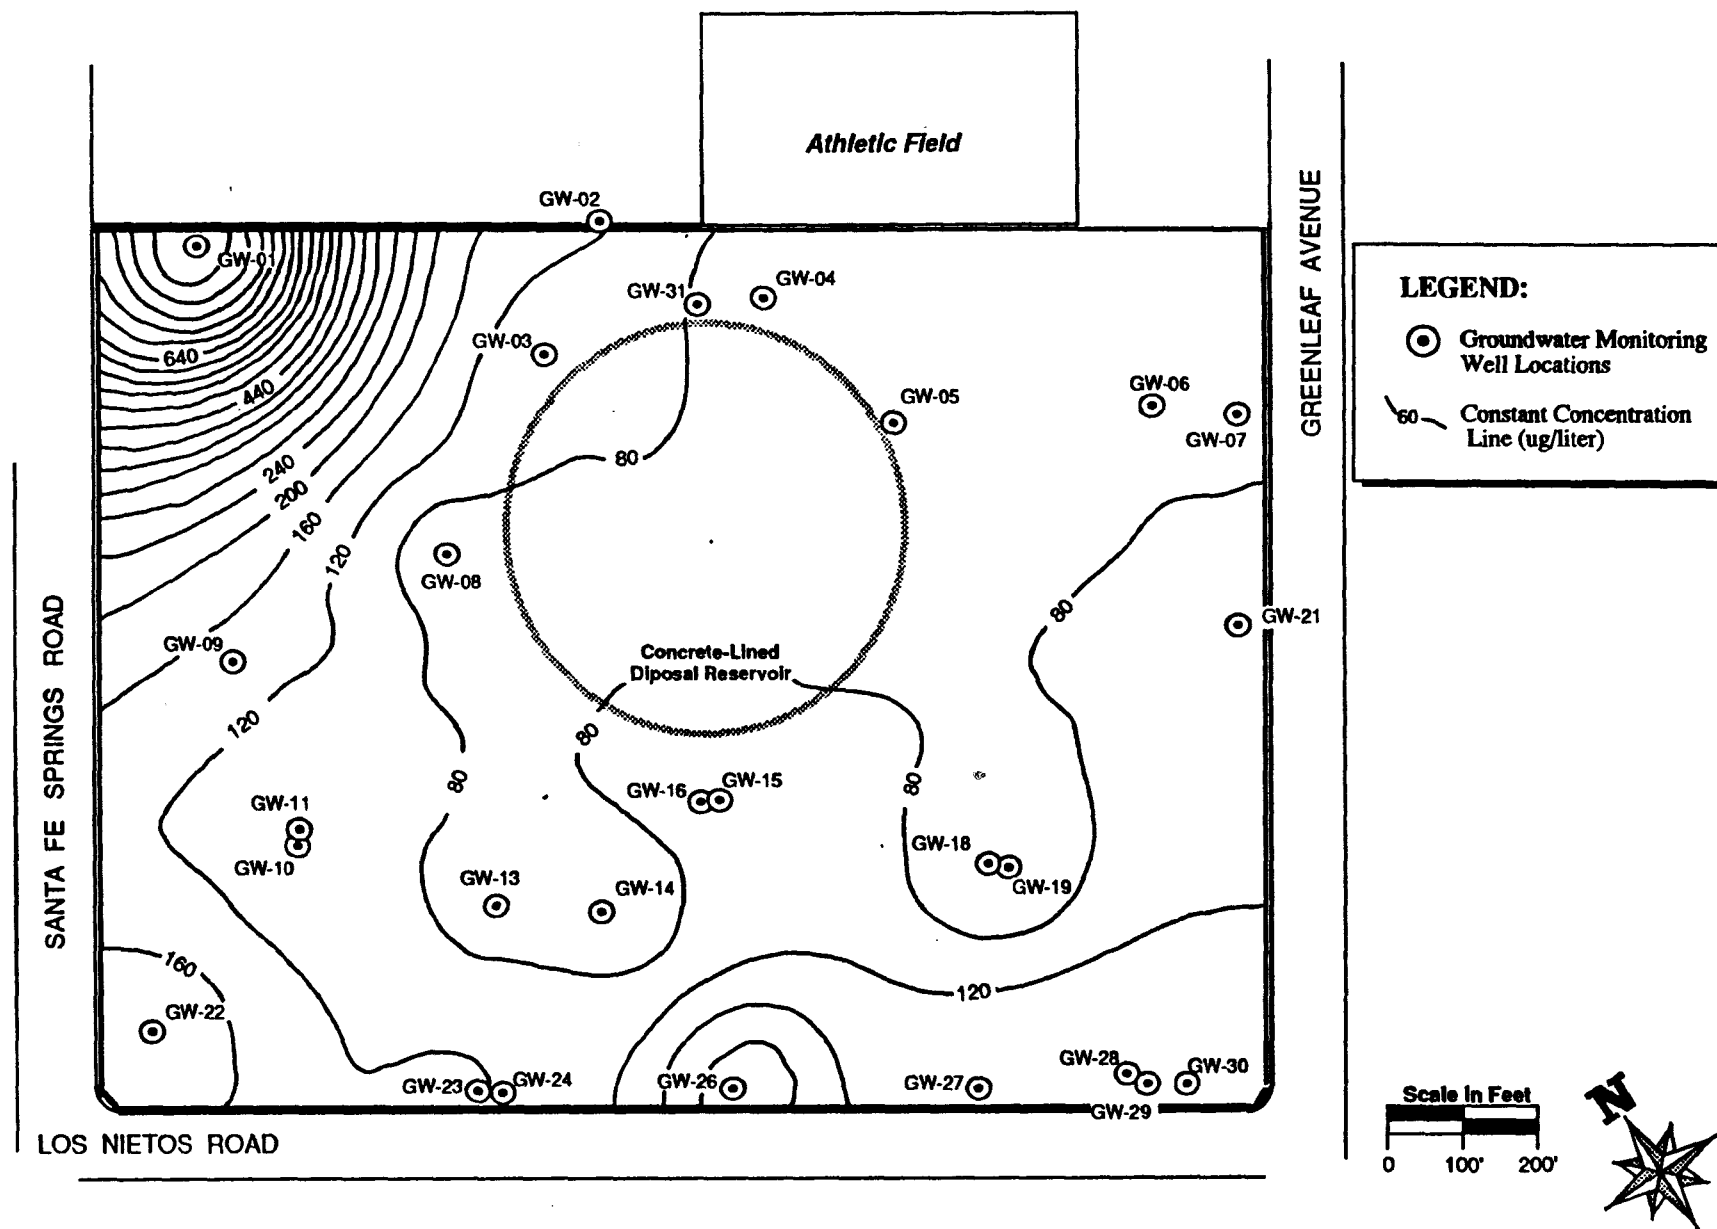 Athletic Field
GW-02
GREENLEAF AVENUE
GW-01
GW-04
GW-31
LEGEND:
Groundwater Monitoring
Well Locations
60
Constant Concentration
Line (ug/liter)
GW-03
640
440
GW-05
GW-06
GW-07
80
240
200
160
120
GW-08
80
GW-21
GW-09
Concrete-Lined
Diposal Reservoir
SANTA FE SPRINGS ROAD
120
80
80
80
GW-16
GW-15
GW-11
GW-10
GW-18
GW-19
GW-13
GW-14
160
120
GW-22
GW-23
GW-24
GW-26
GW-27
GW-28
GW-30
GW-29
Scale in Feet
0 100' 200'
N
LOS NIETOS ROAD